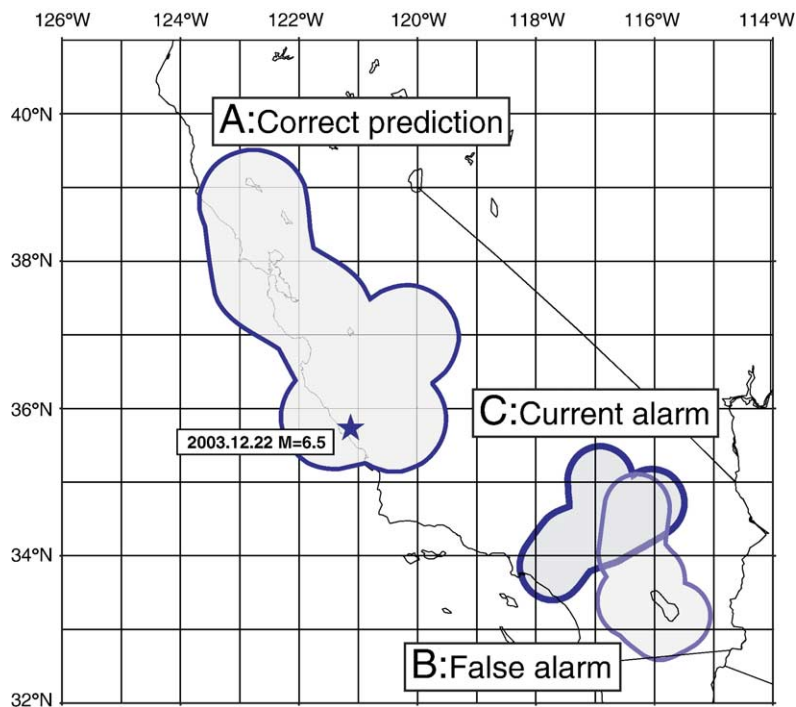 126°W 124°W 122°W 120°W 118°W 116°W 114°W
40°N
A:Correct prediction
38°N
36°N
C:Current alarm
2003.12.22 M=6.5
34°N
B:False alarm
32°N